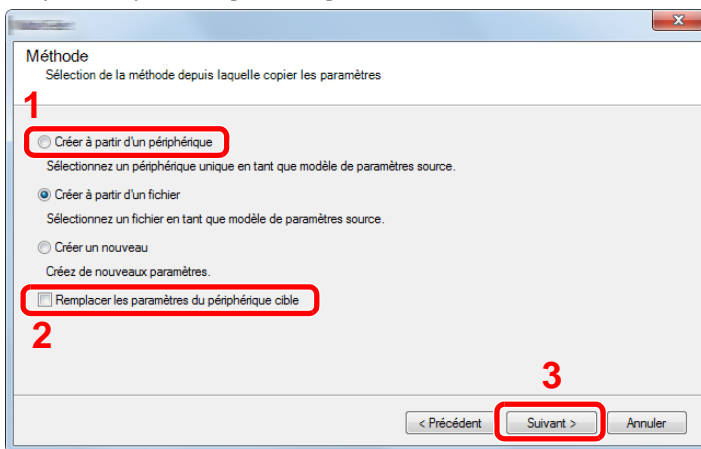 Méthode
Sélection de la méthode depuis laquelle copier les paramètres
1
Créer à partir d'un périphérique
Sélectionnez un périphérique unique en tant que modèle de paramètres source.
Créer à partir d'un fichier
Sélectionnez un fichier en tant que modèle de paramètres source.
Créer un nouveau
Créez de nouveaux paramètres.
Remplacer les paramètres du périphérique cible
2
3
< Précédent Suivant > Annuler